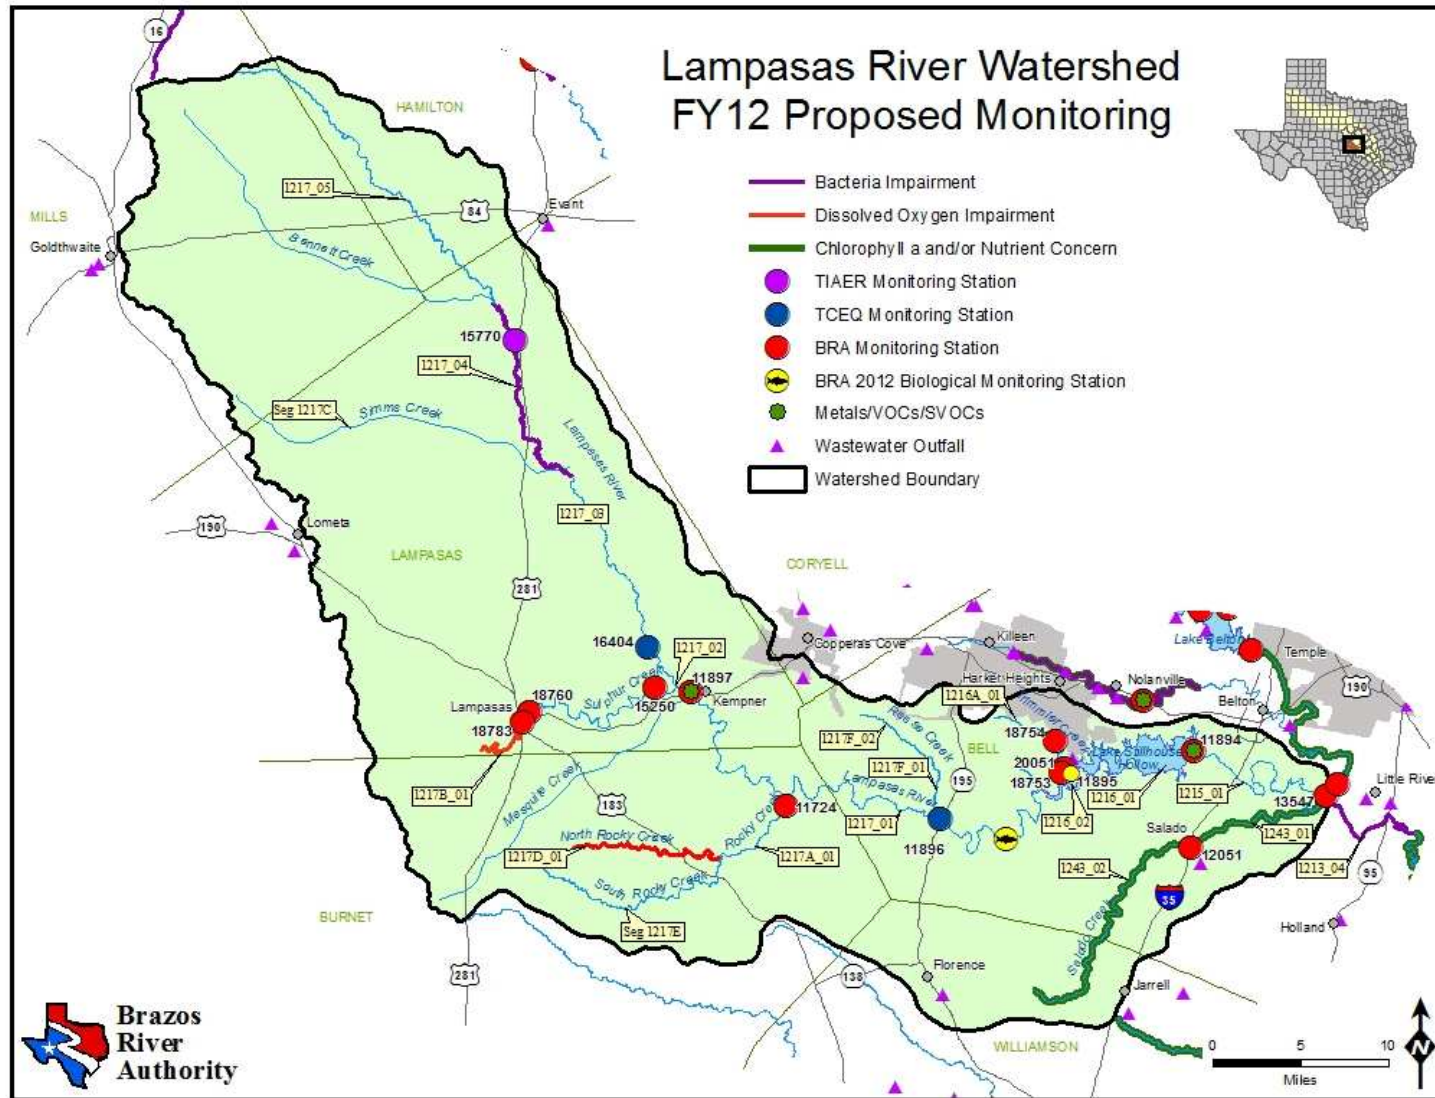 Lampasas River Watershed
FY12 Proposed Monitoring
Bacteria Impairment
Dissolved Oxygen Impairment
Chlorophyll a and/or Nutrient Concern
TIAER Monitoring Station
TCEQ Monitoring Station
BRA Monitoring Station
BRA 2012 Biological Monitoring Station
Metals/VOCs/SVOCs
Wastewater Outfall
Watershed Boundary
16
HAMILTON
1217_05
84
Evant
MILLS
Goldthwaite
Bennett Creek
15770
1217_04
Seg 1217C
Simms Creek
Lampasas River
1217_03
190
Lometa
LAMPASAS
CORYELL
281
16404
1217_02
Copperas Cove
Killeen
Lake Belton
Temple
Harker Heights
Nolanville
190
Belton
Sulphur Creek
11897
Kempner
15250
18760
Lampasas
18783
1216A_01
Trimmier Creek
Reese Creek
1217F_02
BELL
18754
Lake Stillhouse Hollow
11894
20051
18753
11895
1217F_01
195
1216_01
1215_01
Little River
13547
1217B_01
Mesquite Creek
183
11724
Lampasas River
1217_01
11896
1216_02
Salado
1243_01
North Rocky Creek
Rocky Creek
1217D_01
1217A_01
12051
1243_02
1213_04
95
South Rocky Creek
Seg 1217E
35
Salado Creek
BURNET
Holland
281
138
Florence
Jarrell
WILLIAMSON
Brazos
River
Authority
0 5 10
Miles
N